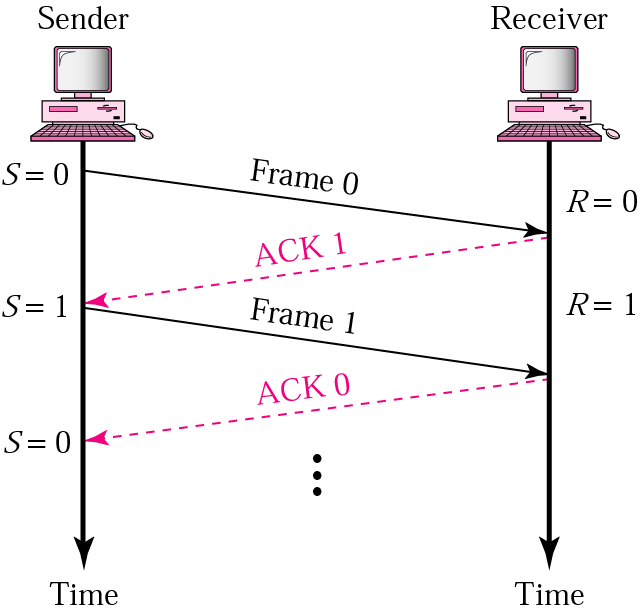 Sender
Receiver
S = 0
Frame 0
R = 0
ACK 1
S = 1
Frame 1
R = 1
ACK 0
S = 0
Time
Time